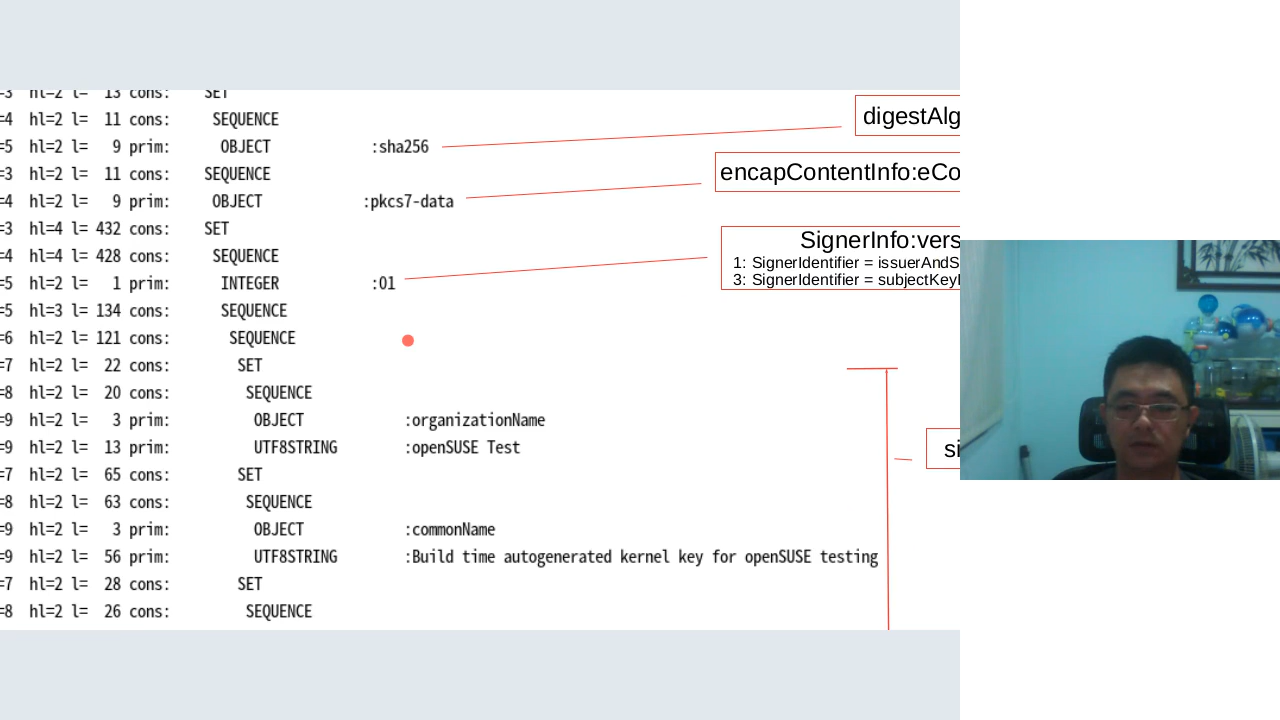 =3 hl=2 l= 13 cons: SET
=4 hl=2 l= 11 cons: SEQUENCE
=5 hl=2 l= 9 prim: OBJECT :sha256
=3 hl=2 l= 11 cons: SEQUENCE
=4 hl=2 l= 9 prim: OBJECT :pkcs7-data
=3 hl=4 l= 432 cons: SET
=4 hl=4 l= 428 cons: SEQUENCE
=5 hl=2 l= 1 prim: INTEGER :01
=5 hl=3 l= 134 cons: SEQUENCE
=6 hl=2 l= 121 cons: SEQUENCE
=7 hl=2 l= 22 cons: SET
=8 hl=2 l= 20 cons: SEQUENCE
=9 hl=2 l= 3 prim: OBJECT :organizationName
=9 hl=2 l= 13 prim: UTF8STRING :openSUSE Test
=7 hl=2 l= 65 cons: SET
=8 hl=2 l= 63 cons: SEQUENCE
=9 hl=2 l= 3 prim: OBJECT :commonName
=9 hl=2 l= 56 prim: UTF8STRING :Build time autogenerated kernel key for openSUSE testing
=7 hl=2 l= 28 cons: SET
=8 hl=2 l= 26 cons: SEQUENCE
digestAlg
encapContentInfo:eCo
SignerInfo:vers
1: SignerIdentifier = issuerAndS
3: SignerIdentifier = subjectKey
si